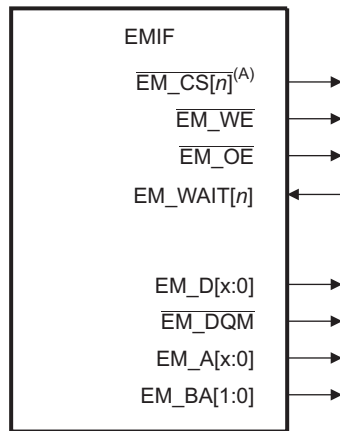 EMIF
EM_CS[n](A)
EM_WE
EM_OE
EM_WAIT[n]
EM_D[x:0]
EM_DQM
EM_A[x:0]
EM_BA[1:0]